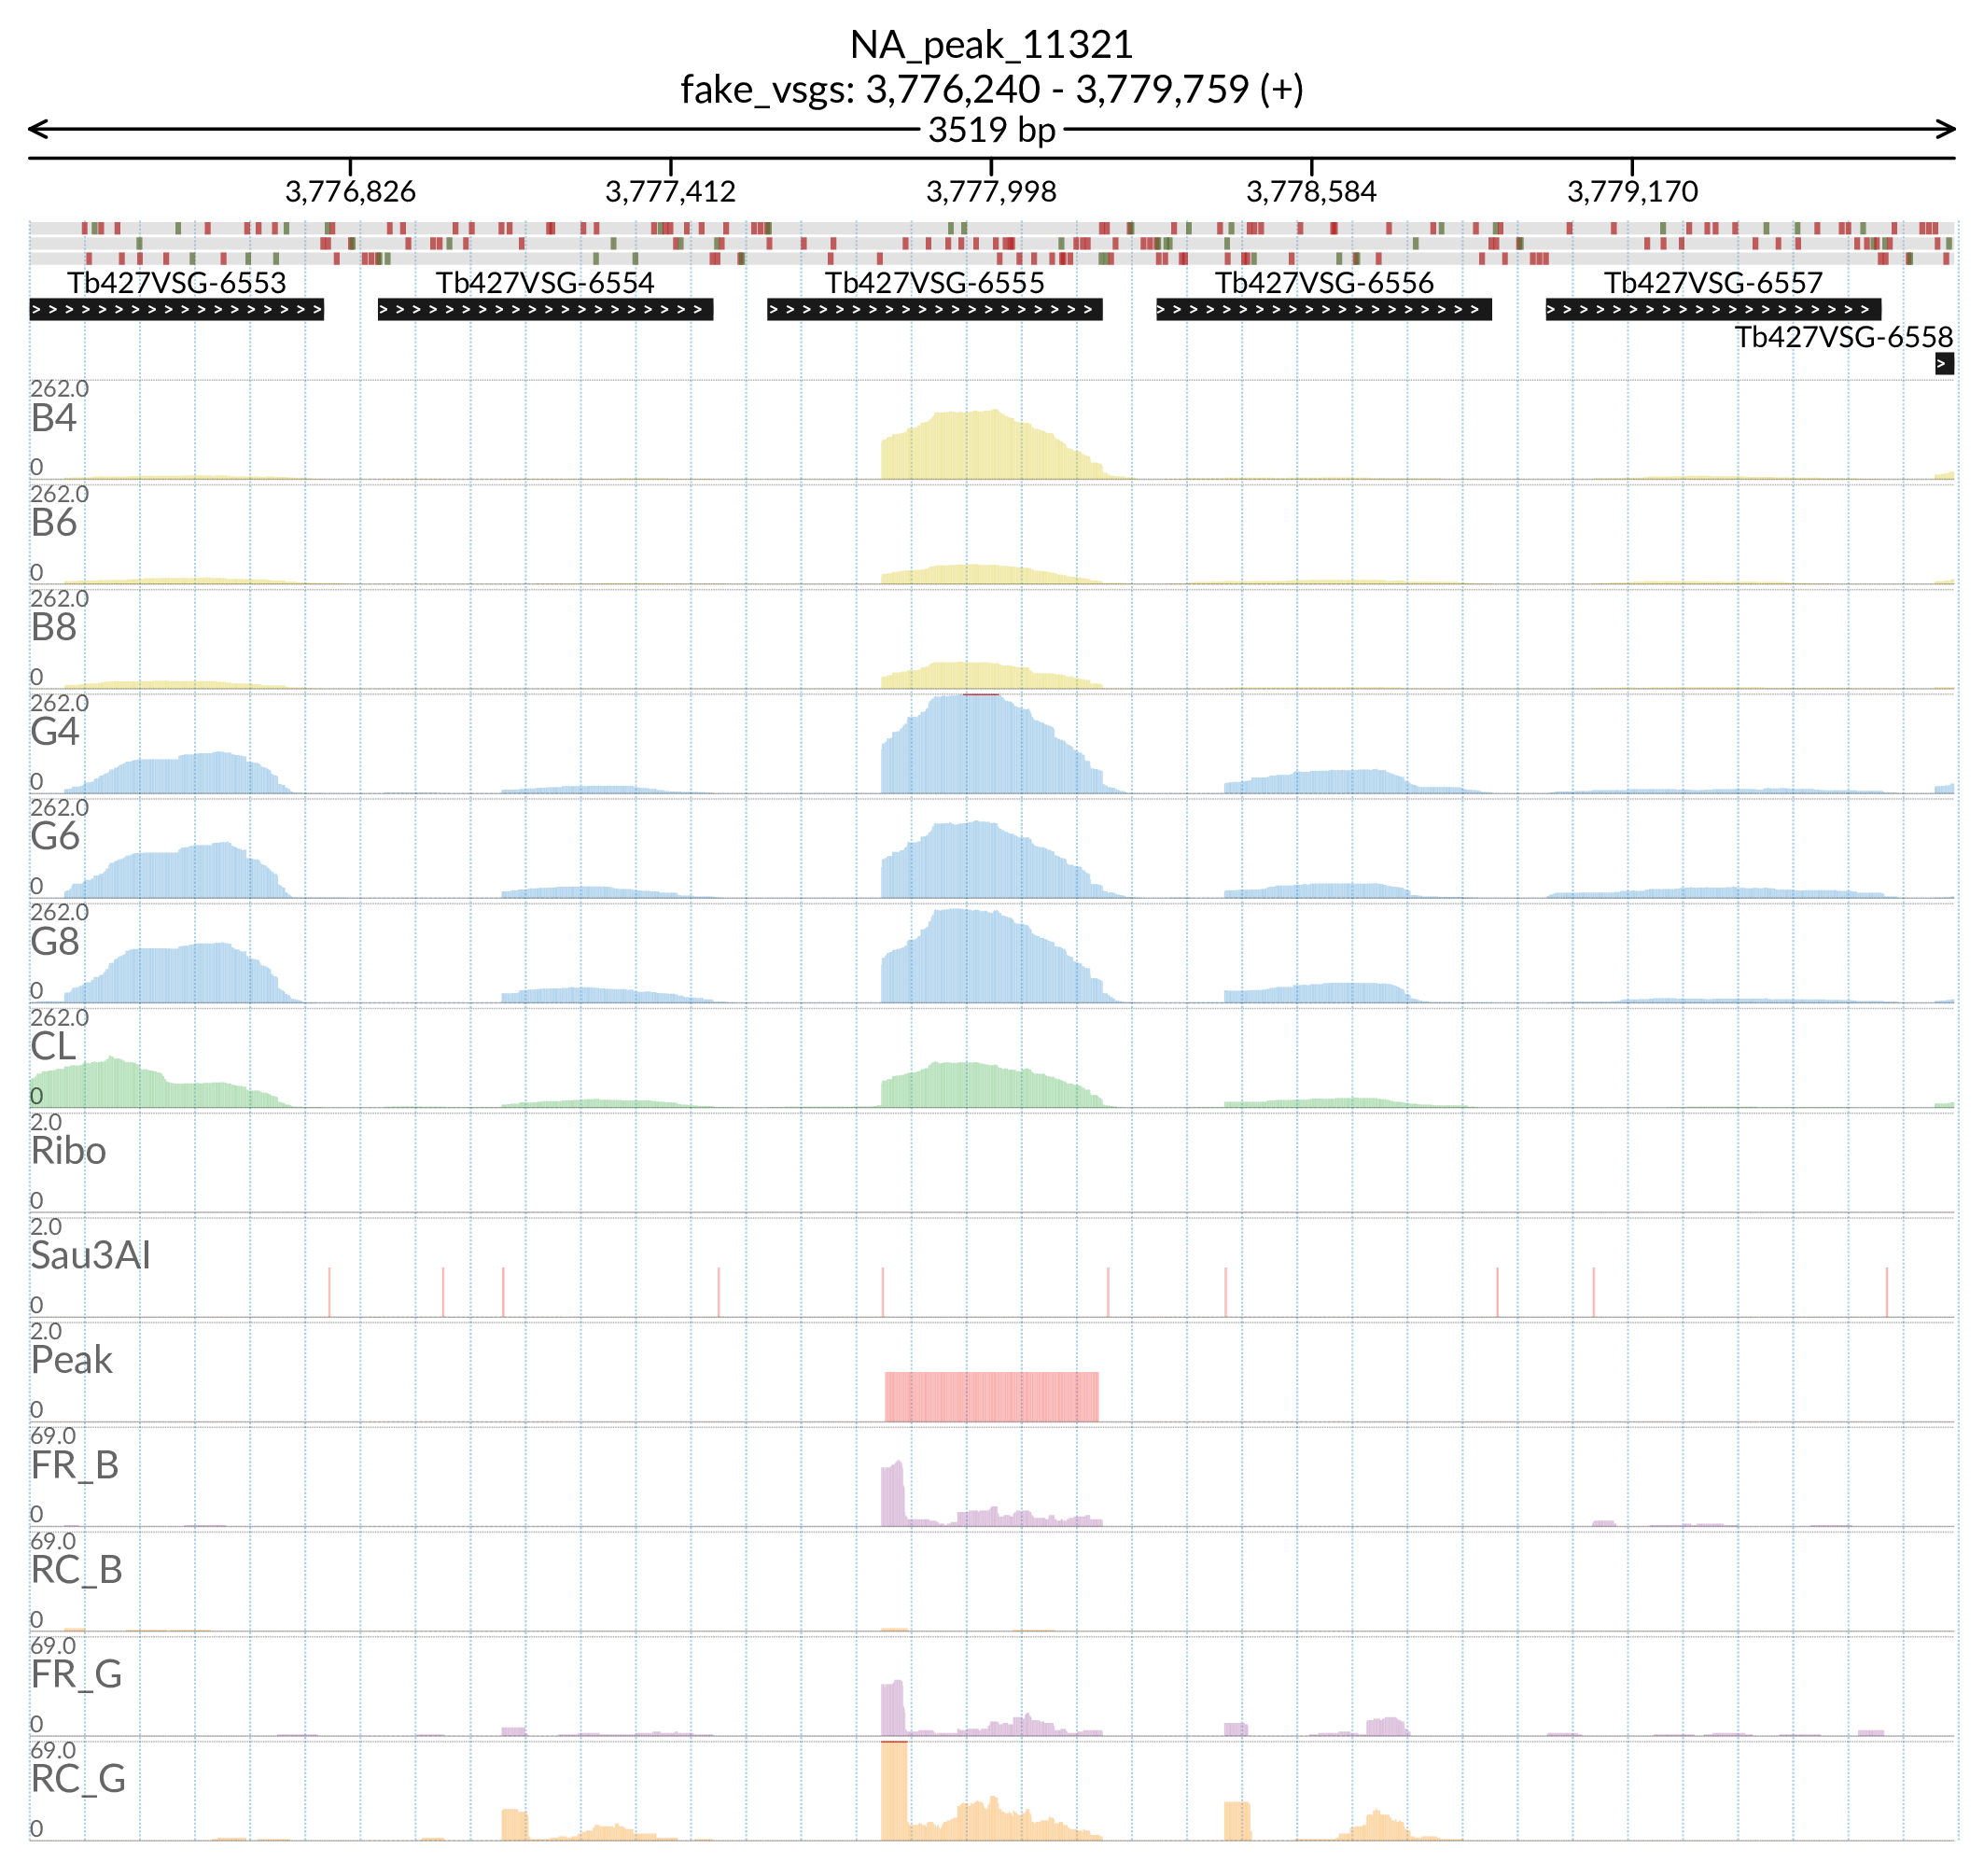 NA_peak_11321
fake_vsgs: 3,776,240 - 3,779,759 (+)
3519 bp
3,776,826 3,777,412 3,777,998 3,778,584 3,779,170
Tb427VSG-6553 Tb427VSG-6554 Tb427VSG-6555 Tb427VSG-6556 Tb427VSG-6557
Tb427VSG-6558
262.0
B4
0
262.0
B6
0
262.0
B8
0
262.0
G4
0
262.0
G6
0
262.0
G8
0
262.0
CL
0
2.0
Ribo
0
2.0
Sau3AI
0
2.0
Peak
0
69.0
FR_B
0
69.0
RC_B
0
69.0
FR_G
0
69.0
RC_G
0